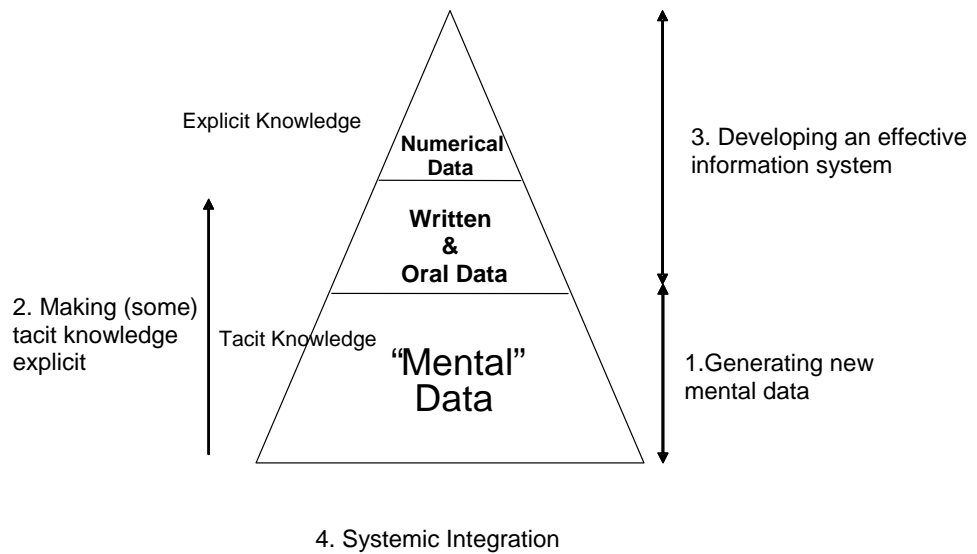 Explicit Knowledge
Numerical
Data
3. Developing an effective
information system
Written
&
Oral Data
2. Making (some)
tacit knowledge
explicit
Tacit Knowledge
“Mental”
Data
1.Generating new
mental data
4. Systemic Integration